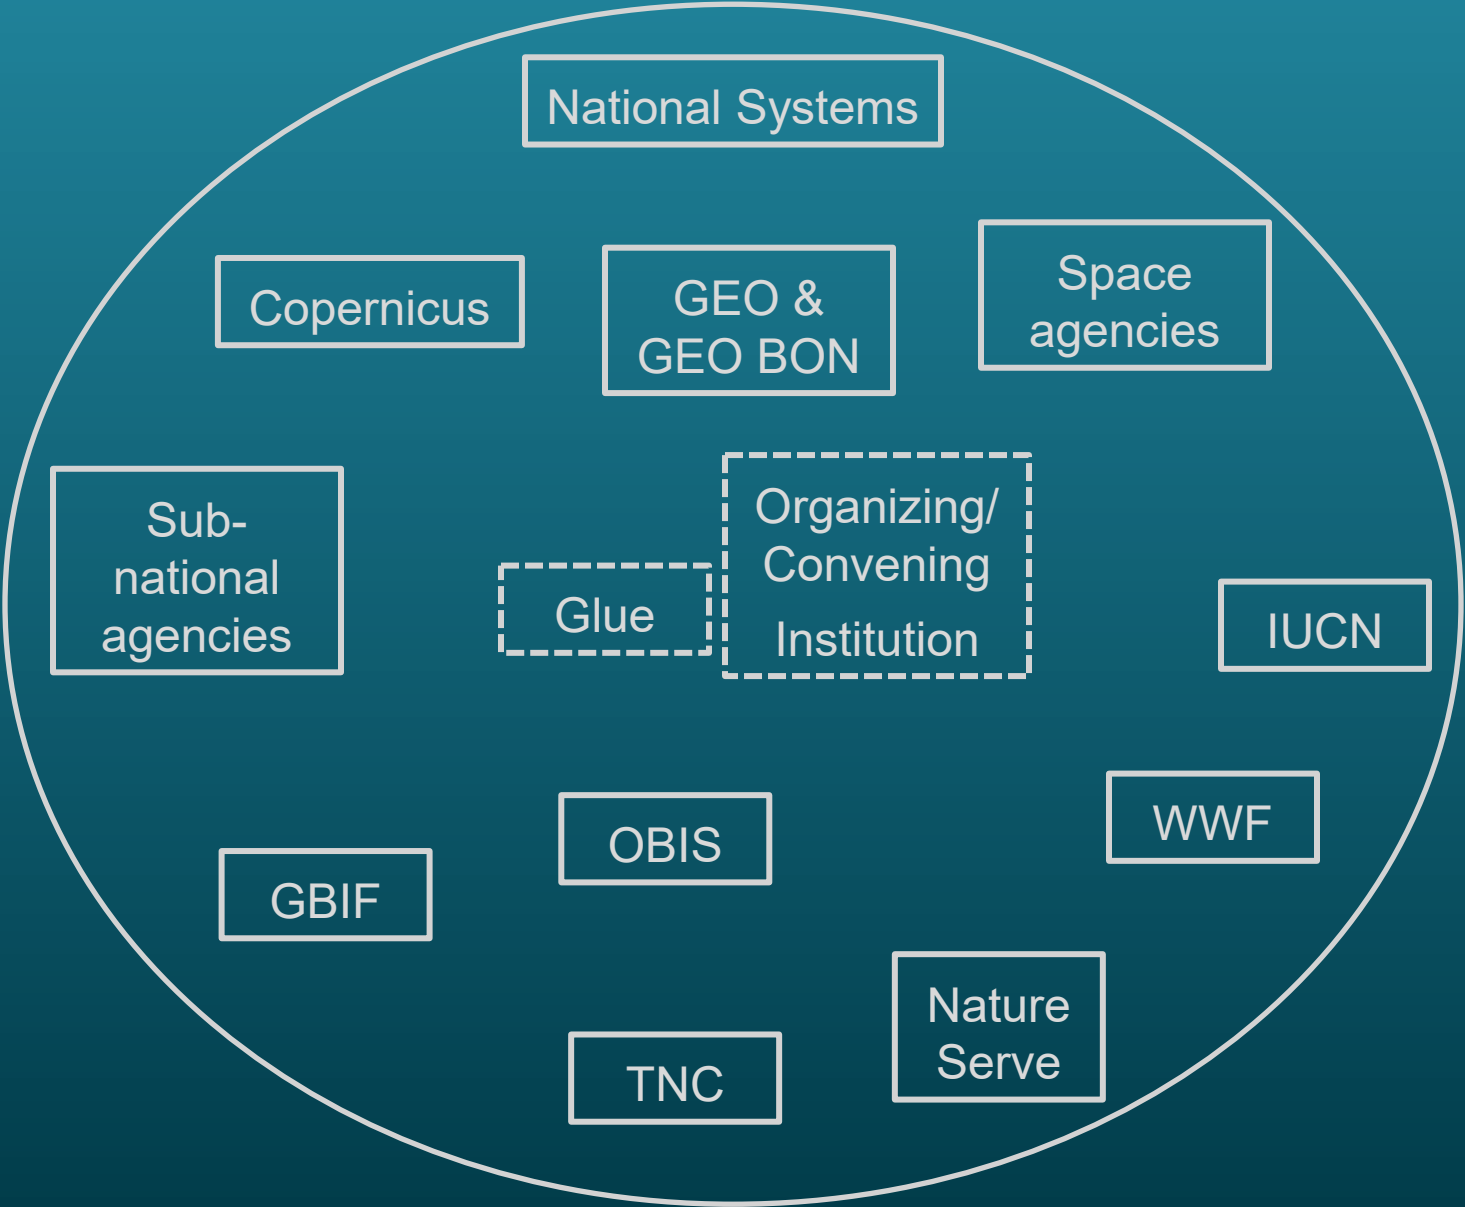 National Systems
Copernicus
GEO &
GEO BON
Space
agencies
Sub-
national
agencies
Glue
Organizing/
Convening
Institution
IUCN
WWF
OBIS
GBIF
Nature
Serve
TNC